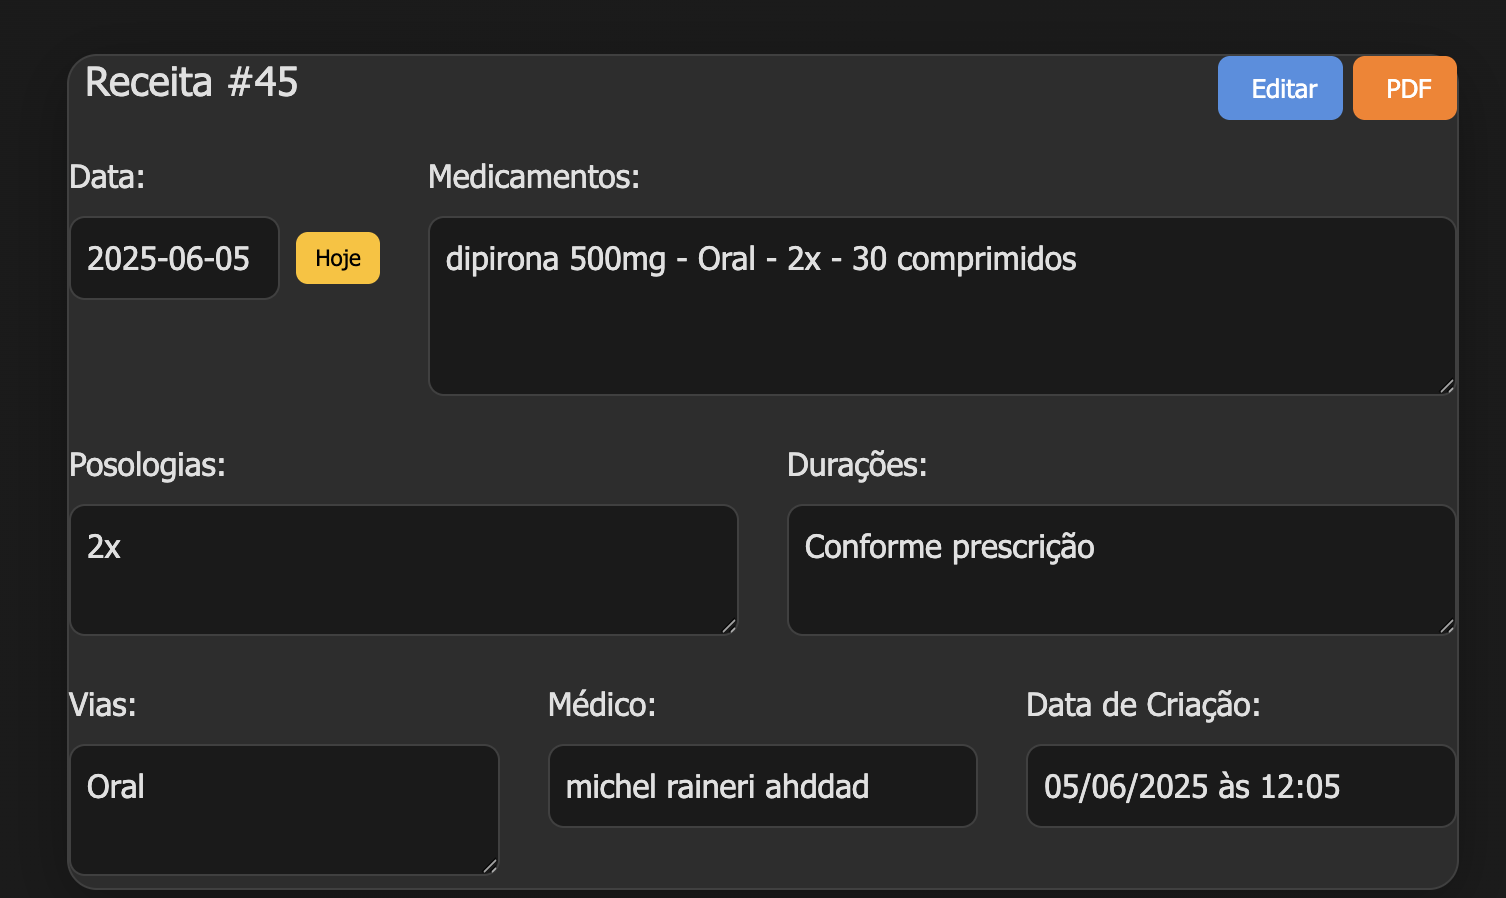 Receita #45
Editar
PDF
Data:
Medicamentos:
2025-06-05
Hoje
dipirona 500mg - Oral - 2x - 30 comprimidos
Posologias:
Durações:
2x
Conforme prescrição
Vias:
Médico:
Data de Criação:
Oral
michel raineri ahddad
05/06/2025 às 12:05